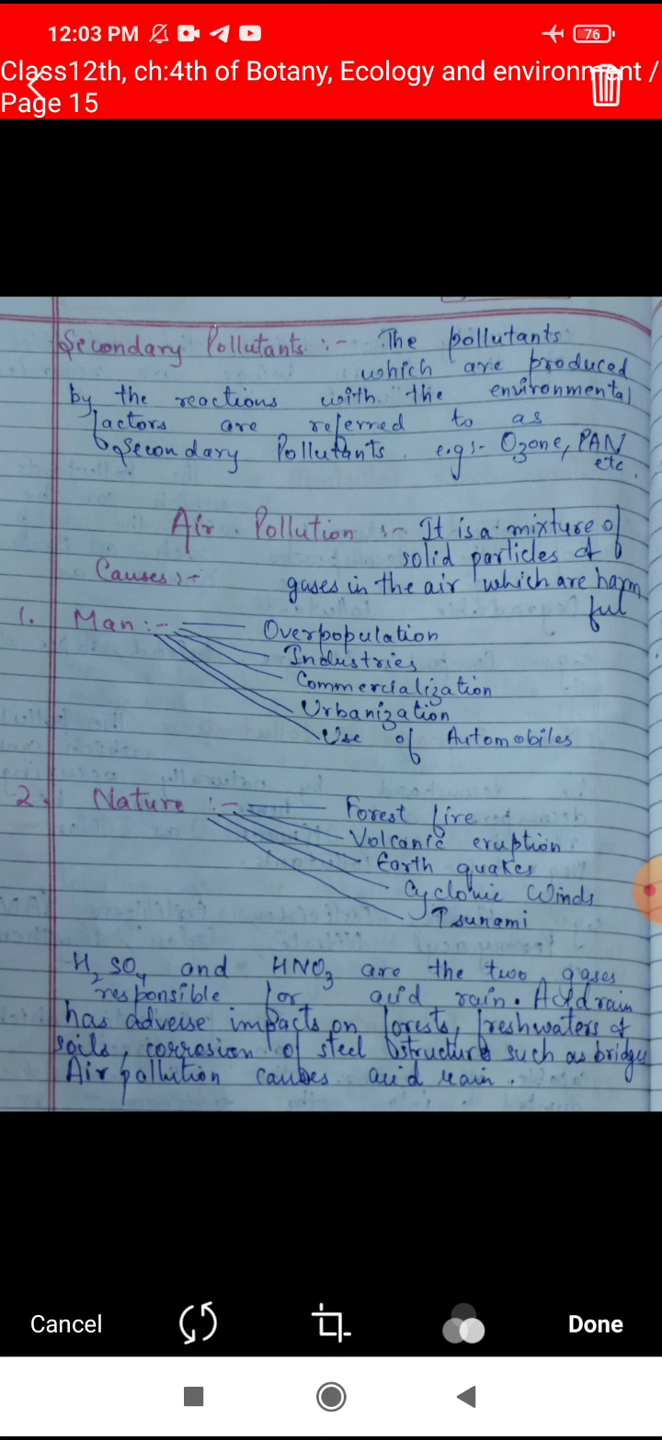 12:03 PM
76
Class12th, ch:4th of Botany, Ecology and environment /
Page 15
Secondary Pollutants :- The pollutants
which are produced
by the reactions with the environmental
factors are referred to as
Secondary Pollutants. e.g:- Ozone, PAN
etc.
Air Pollution :- It is a mixture of
solid particles &
Causes :- gases in the air which are harm
ful
1. Man :- Overpopulation
Industries
Commercialization
Urbanization
Use of Automobiles
2. Nature :- Forest fire
Volcanic eruption
Earth quakes
Cyclonic Winds
Tsunami
H2SO4 and HNO3 are the two gases
responsible for acid rain. Acid rain
has adverse impacts on forests, freshwaters &
soils, corrosion of steel structure such as bridge
Air pollution causes acid rain.
Cancel
Done